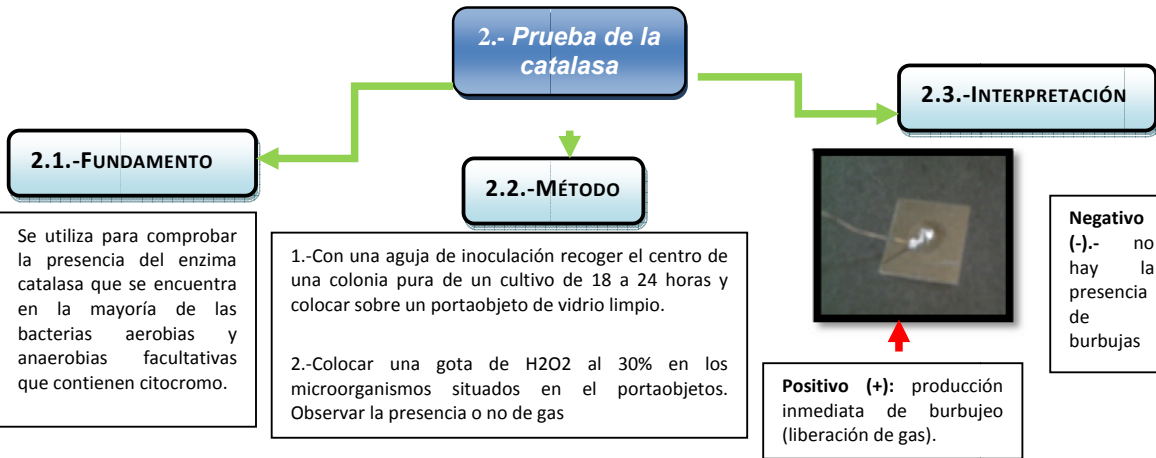 2.- Prueba de la
catalasa
2.1.-FUNDAMENTO
Se utiliza para comprobar
la presencia del enzima
catalasa que se encuentra
en la mayoría de las
bacterias aerobias y
anaerobias facultativas
que contienen citocromo.
2.2.-MÉTODO
1.-Con una aguja de inoculación recoger el centro de
una colonia pura de un cultivo de 18 a 24 horas y
colocar sobre un portaobjeto de vidrio limpio.
2.-Colocar una gota de H2O2 al 30% en los
microorganismos situados en el portaobjetos.
Observar la presencia o no de gas
2.3.-INTERPRETACIÓN
Positivo (+): producción
inmediata de burbujeo
(liberación de gas).
Negativo
(-).- no
hay la
presencia
de
burbujas